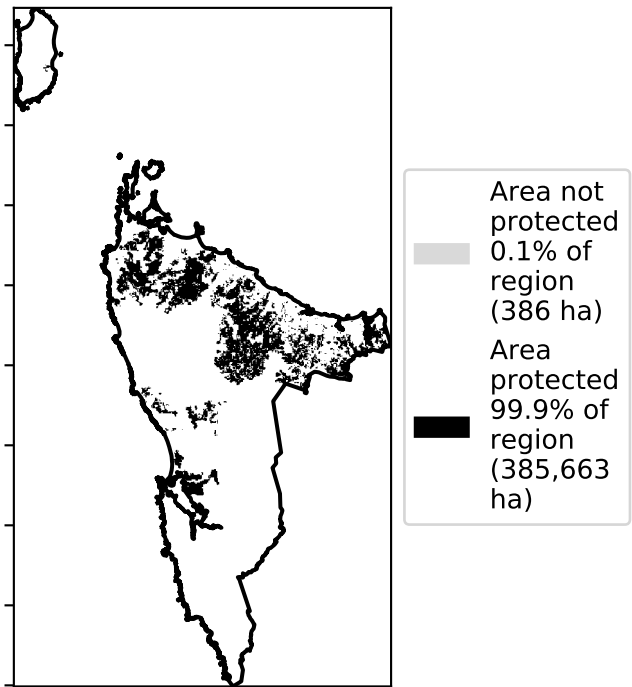 Area not
protected
0.1% of
region
(386 ha)
Area
protected
99.9% of
region
(385,663
ha)